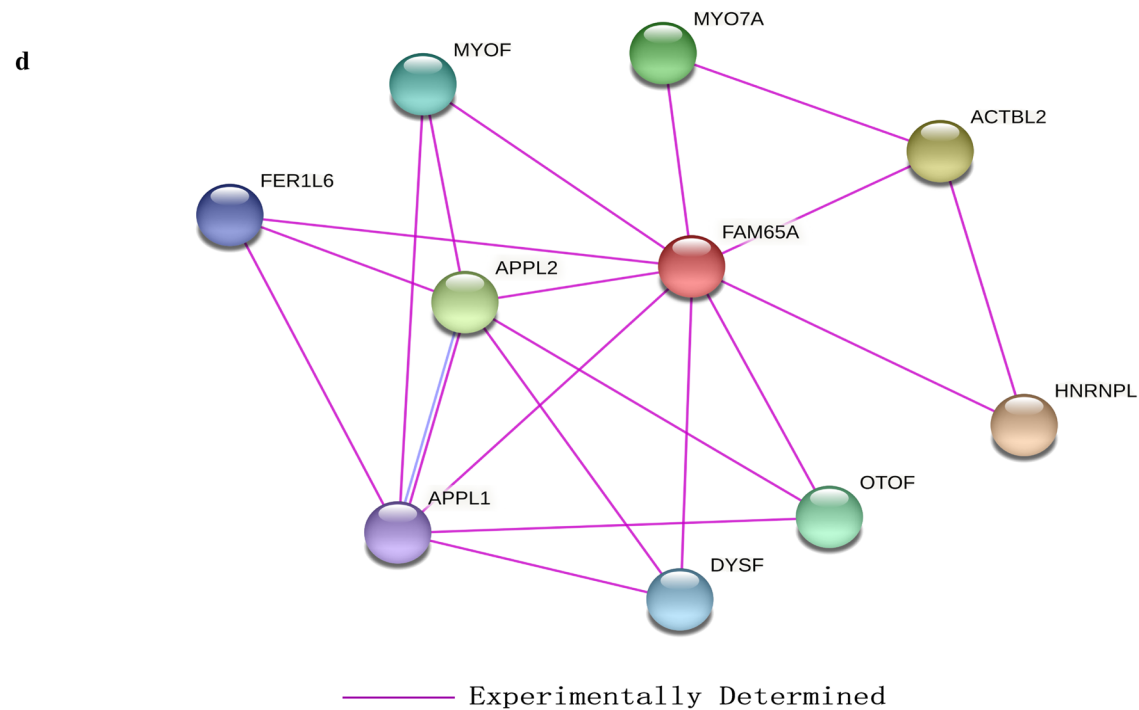 d
MYO7A
MYOF
ACTBL2
FER1L6
FAM65A
APPL2
HNRNPL
OTOF
APPL1
DYSF
Experimentally Determined